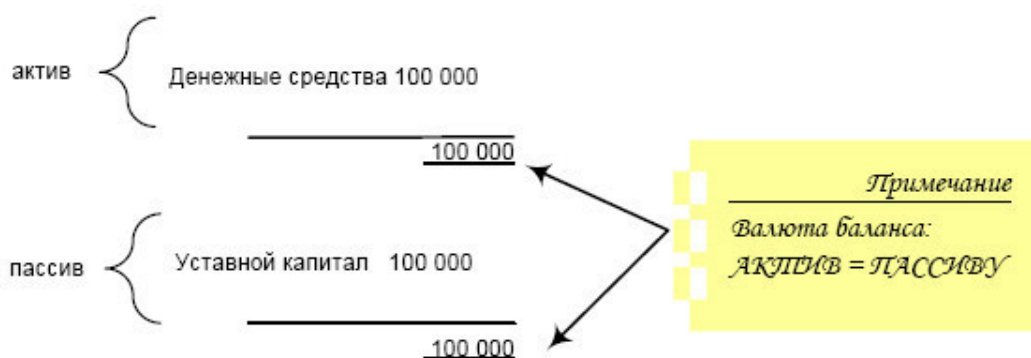 актив
Денежные средства 100 000
100 000
пассив
Уставной капитал 100 000
100 000
Примечание
Валюта баланса:
АКТИВ = ПАССИВУ